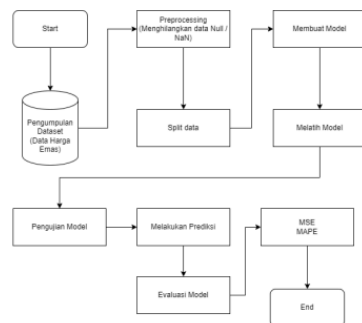 Start
Pengumpulan
Dataset
(Data Harga
Emas)
Preprocessing
(Menghilangkan data Null /
NaN)
Split data
Membuat Model
Melatih Model
Pengujian Model
Melakukan Prediksi
Evaluasi Model
MSE
MAPE
End